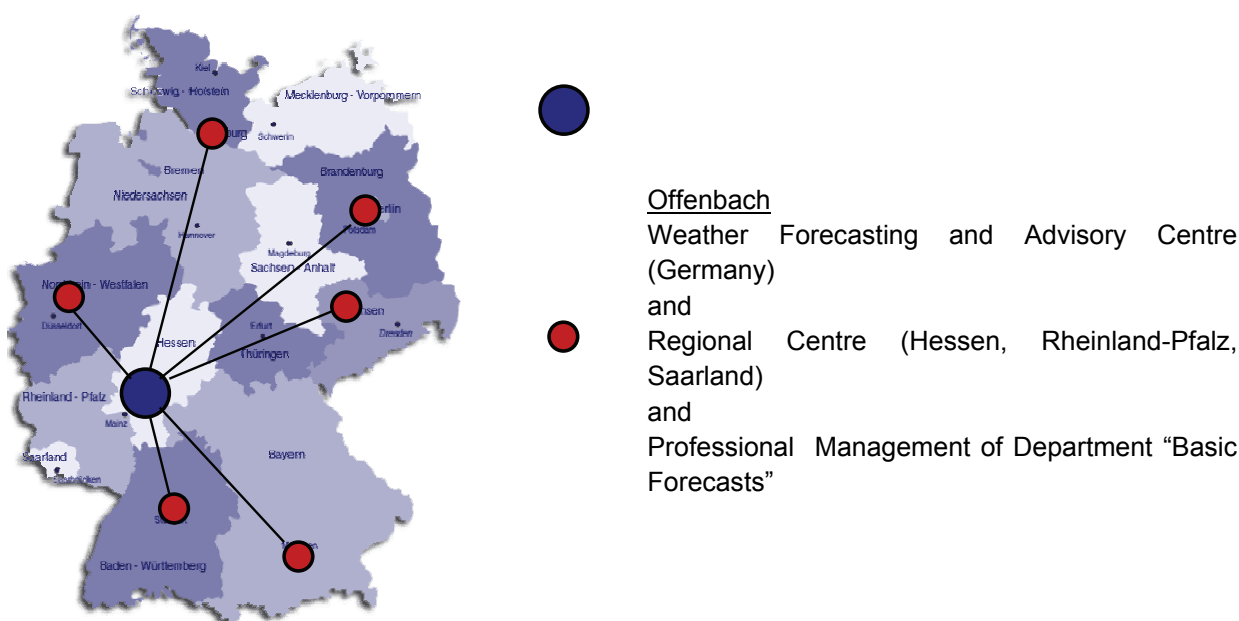 Kiel
Mecklenburg - Vorpommern
Schwerin
Bremen
Brandenburg
Niedersachsen
Hannover
Potsdam
Magdeburg
Sachsen - Anhalt
Düsseldorf
Erfurt
Dresden
Hessen
Thüringen
Rheinland - Pfalz
Mainz
Bayern
Saarland
Saarbrücken
Baden - Württemberg
Offenbach
Weather Forecasting and Advisory Centre
(Germany)
and
Regional Centre (Hessen, Rheinland-Pfalz,
Saarland)
and
Professional Management of Department “Basic
Forecasts”